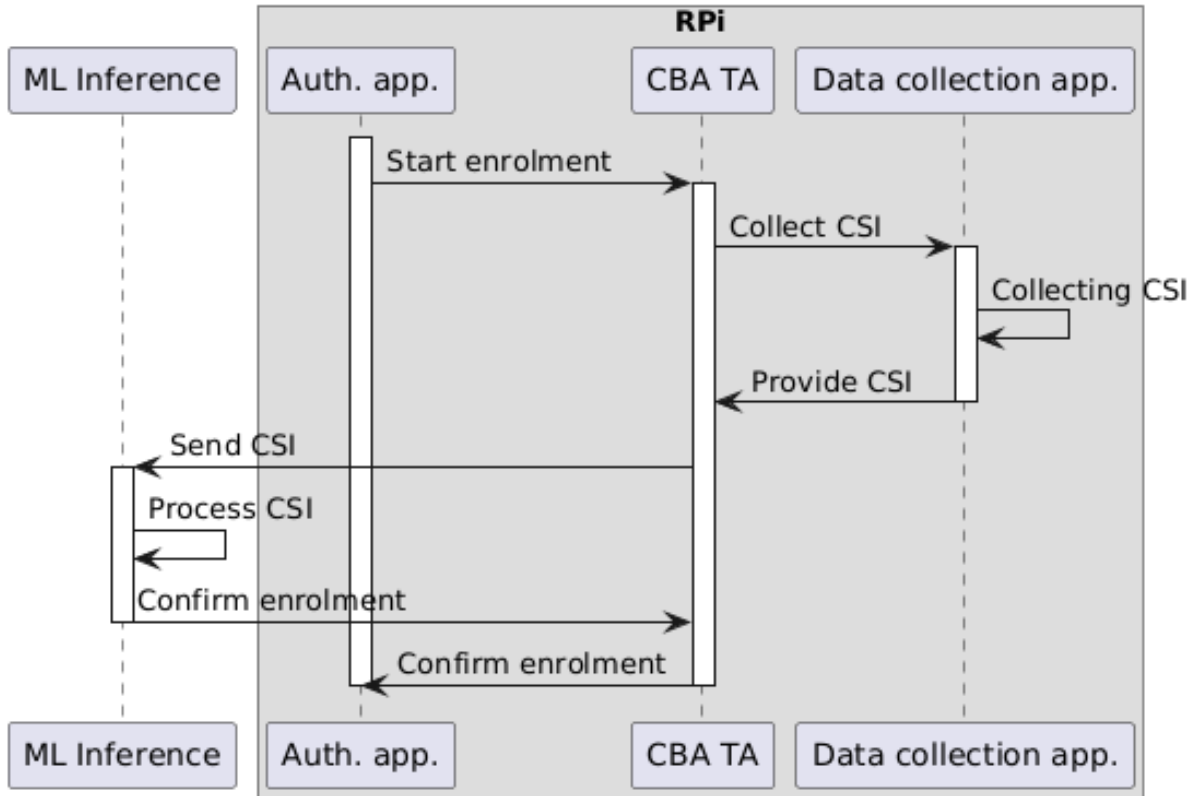 RPi
ML Inference
Auth. app.
CBA TA
Data collection app.
Start enrolment
Collect CSI
Collecting CSI
Provide CSI
Send CSI
Process CSI
Confirm enrolment
Confirm enrolment
ML Inference
Auth. app.
CBA TA
Data collection app.